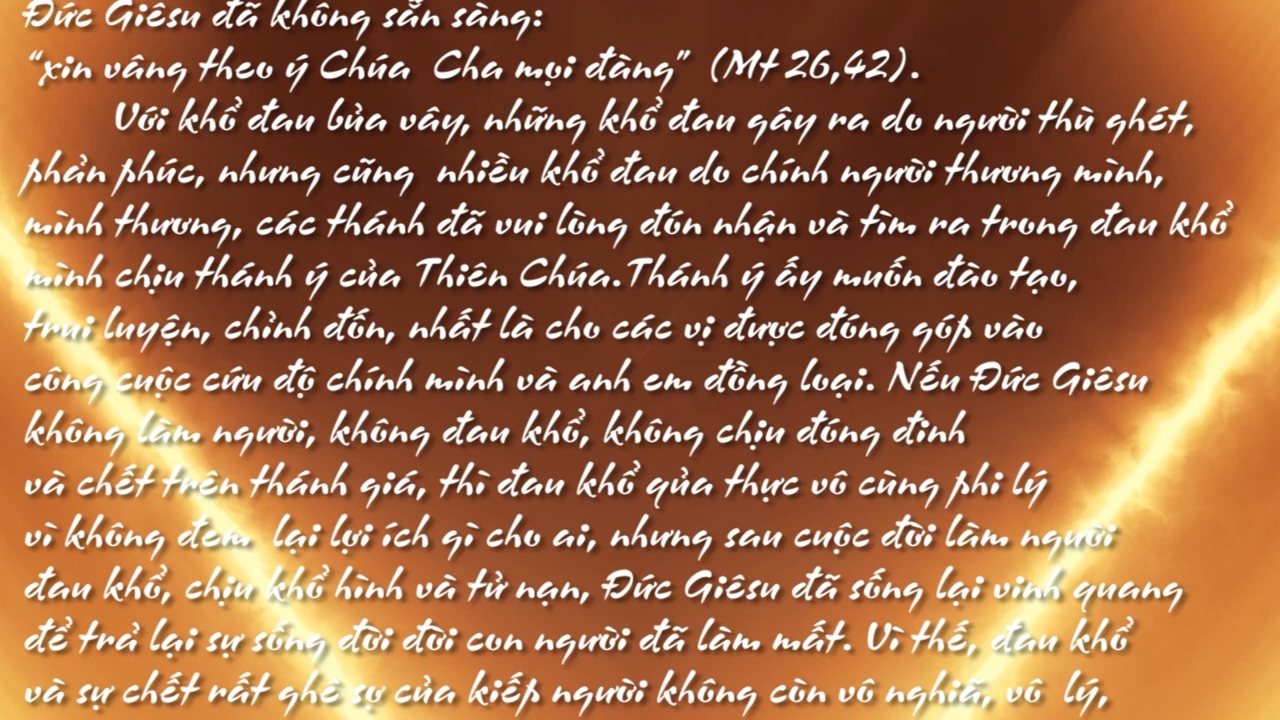 Đức Giêsu đã không sẵn sàng:
“xin vâng theo ý Chúa Cha mọi đàng” (Mt 26,42).
Với khổ đau bủa vây, những khổ đau gây ra do người thù ghét,
phản phúc, nhưng cũng nhiều khổ đau do chính người thương mình,
mình thương, các thánh đã vui lòng đón nhận và tìm ra trong đau khổ
mình chịu thánh ý của Thiên Chúa.Thánh ý ấy muốn đào tạo,
trui luyện, chỉnh đốn, nhất là cho các vị được đóng góp vào
công cuộc cứu độ chính mình và anh em đồng loại. Nếu Đức Giêsu
không làm người, không đau khổ, không chịu đóng đinh
và chết trên thánh giá, thì đau khổ qủa thực vô cùng phi lý
vì không đem lại lợi ích gì cho ai, nhưng sau cuộc đời làm người
đau khổ, chịu khổ hình và tử nạn, Đức Giêsu đã sống lại vinh quang
để trả lại sự sống đời đời con người đã làm mất. Vì thế, đau khổ
và sự chết rất ghê sợ của kiếp người không còn vô nghiã, vô lý,